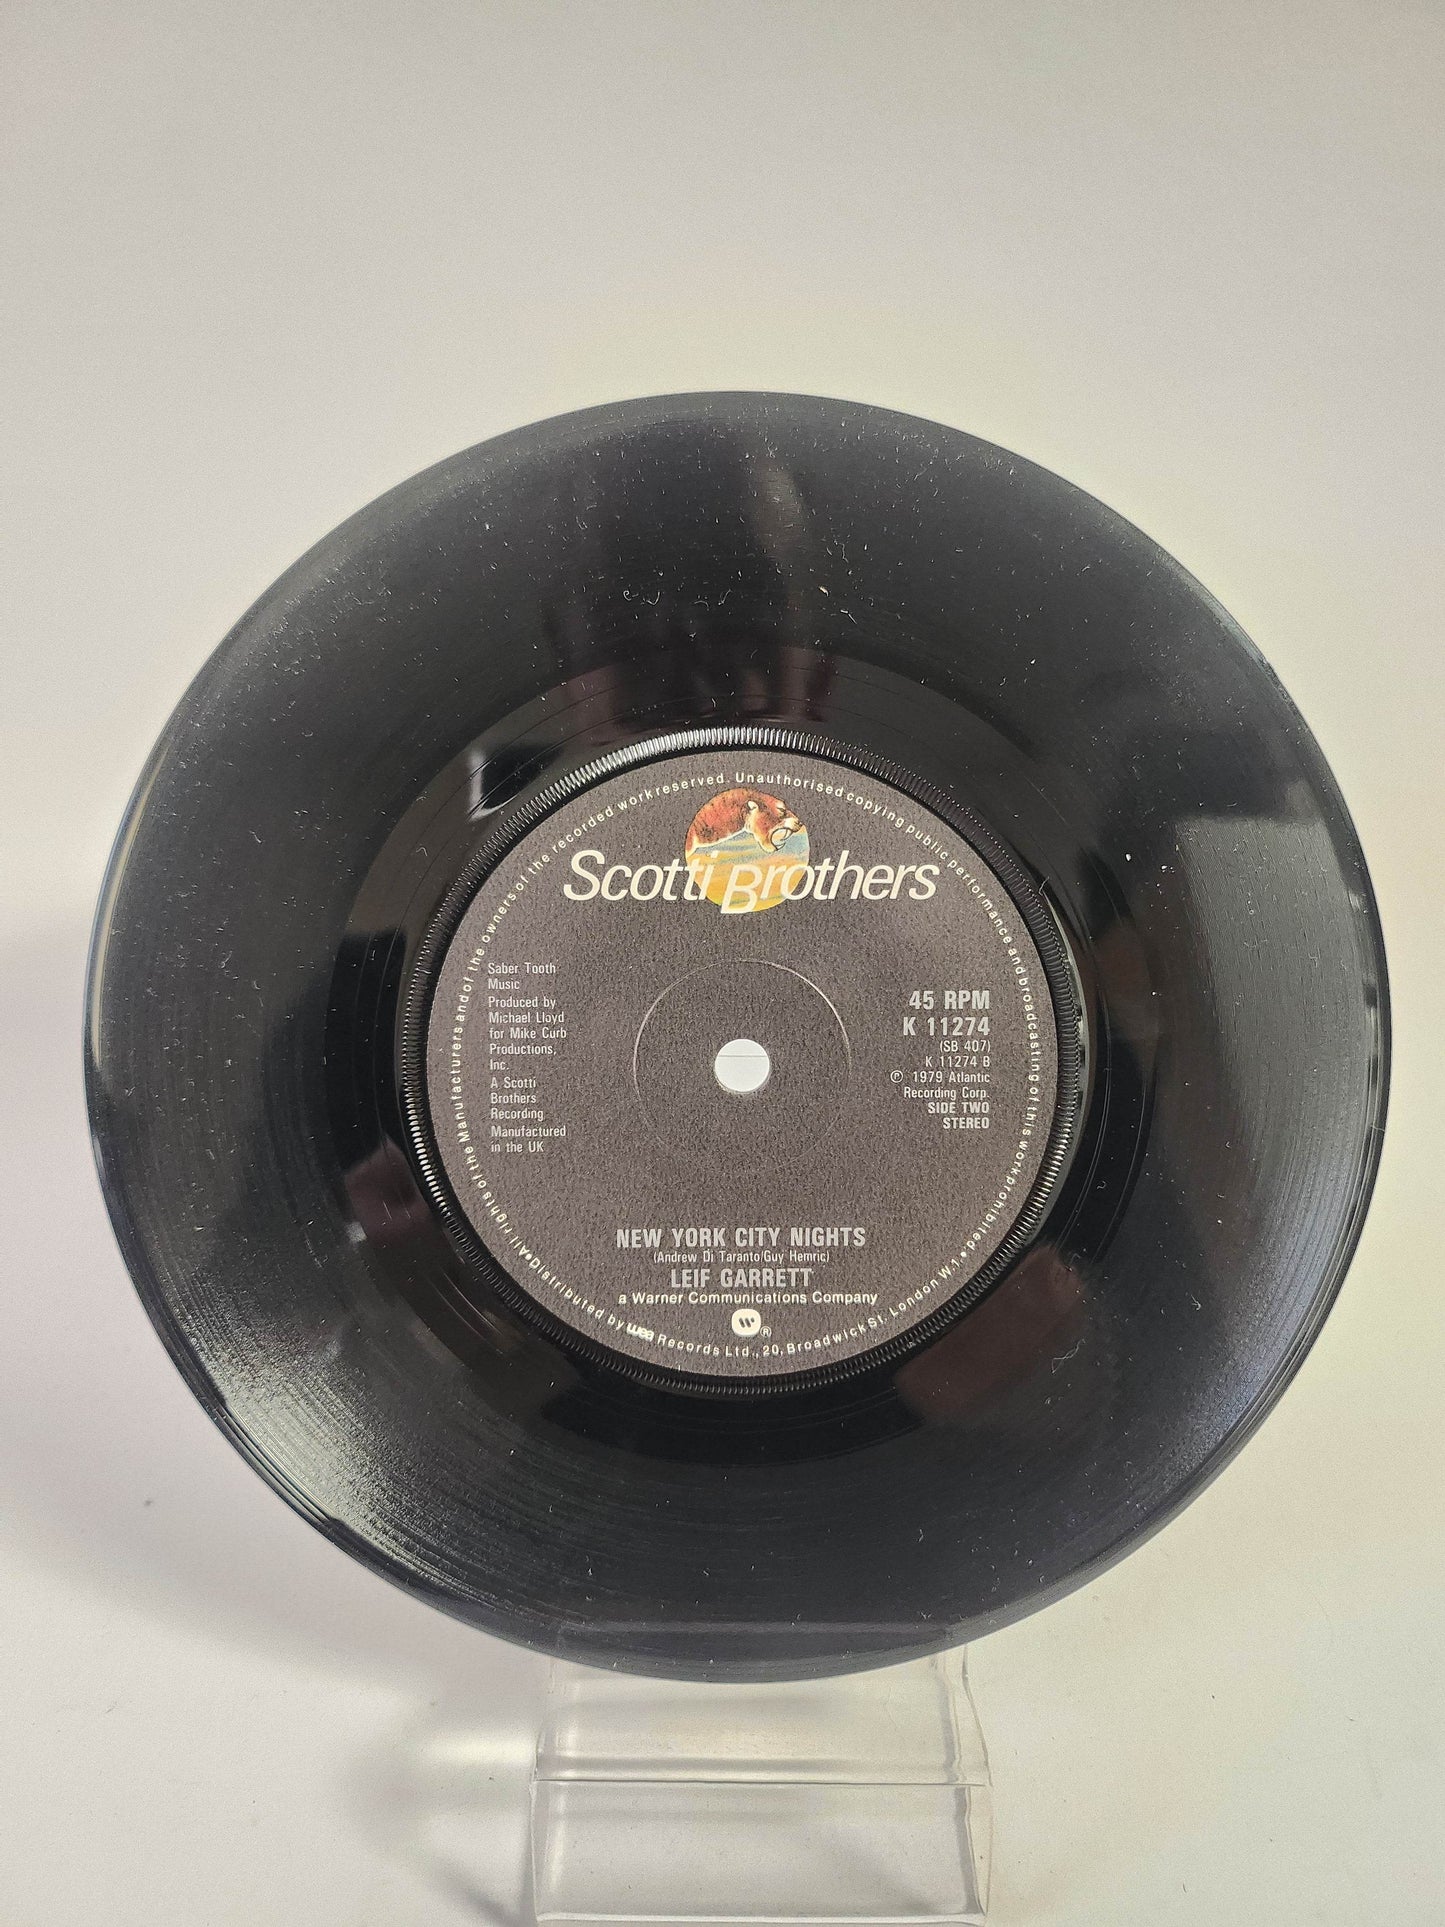 All rights of the Manufacturers and of the owners of the recorded work reserved. Unauthorised copying public performance and broadcasting of this work prohibited. • Distributed by wea Records Ltd., 20, Broadwick St. London W.1. •
Scotti Brothers
Saber Tooth
Music
Produced by
Michael Lloyd
for Mike Curb
Productions,
Inc.
A Scotti
Brothers
Recording
Manufactured
in the UK
45 RPM
K 11274
(SB 407)
K 11274 B
℗ 1979 Atlantic
Recording Corp.
SIDE TWO
STEREO
NEW YORK CITY NIGHTS
(Andrew Di Taranto/Guy Hemric)
LEIF GARRETT
a Warner Communications Company
W ®